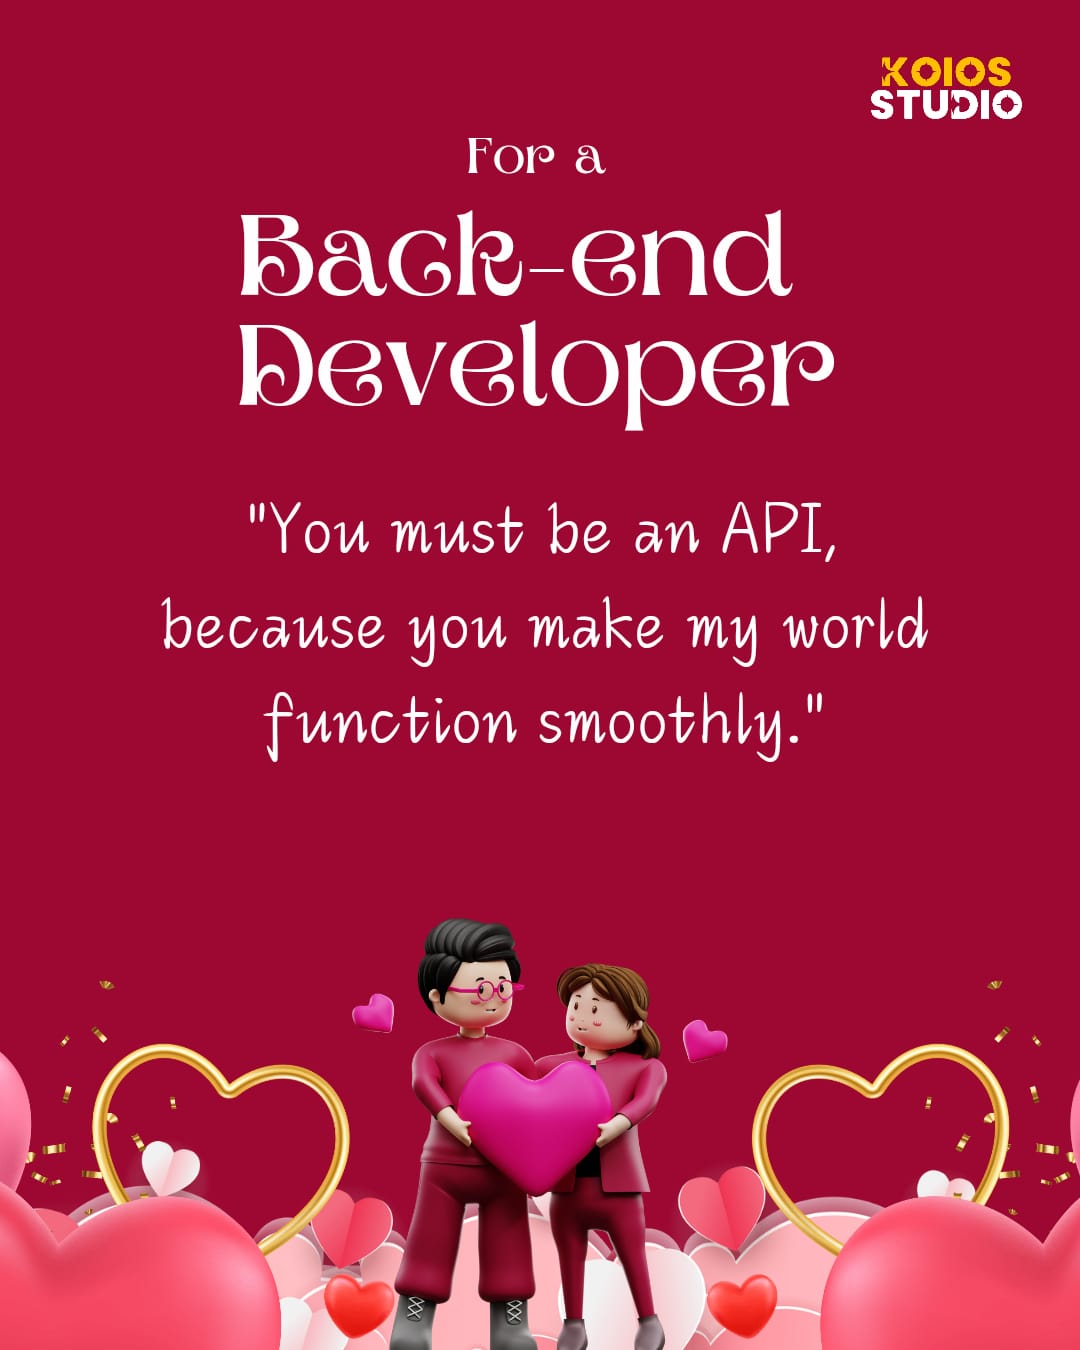 KOIOS
STUDIO
For a
Back-end
Developer
"You must be an API,
because you make my world
function smoothly."